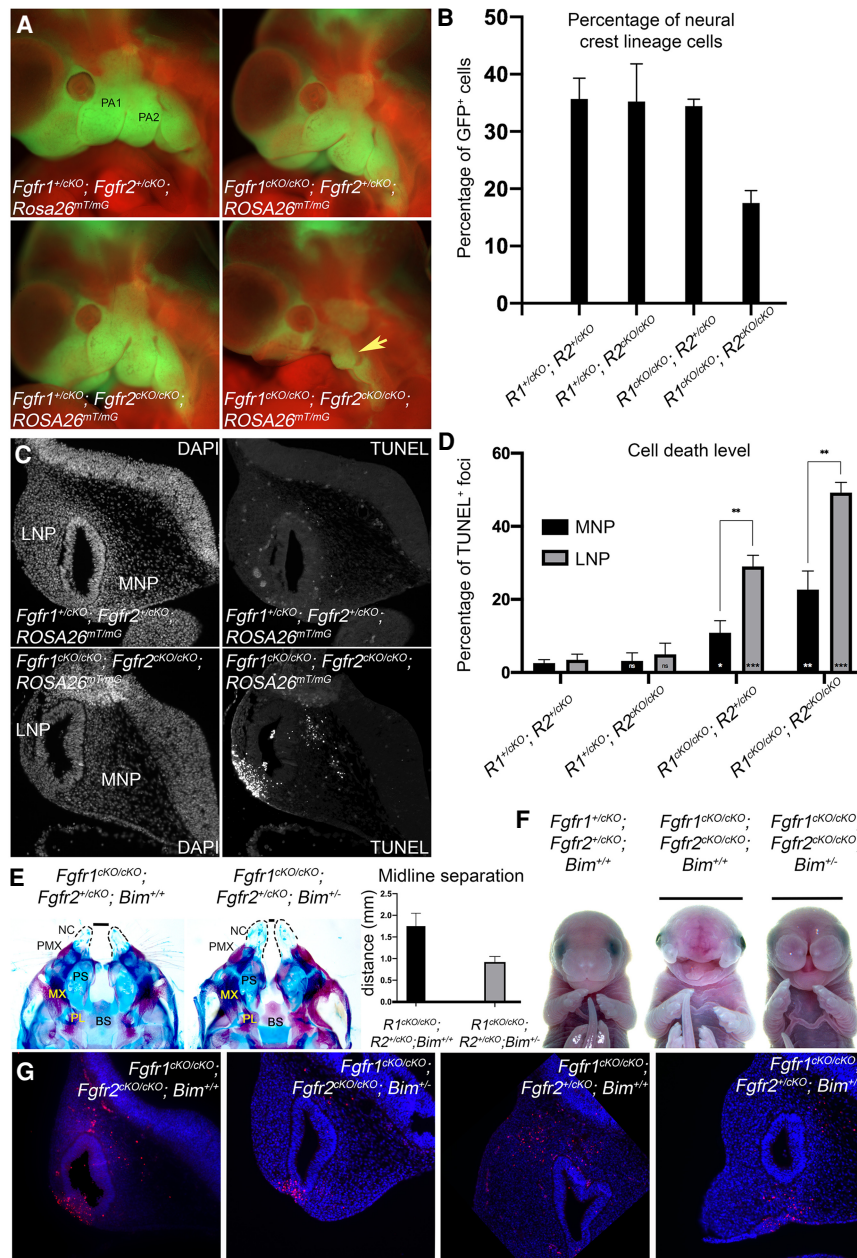 A
PA1
PA2
Fgfr1+/cKO; Fgfr2+/cKO;
Rosa26mT/mG
Fgfr1cKO/cKO; Fgfr2+/cKO;
ROSA26mT/mG
Fgfr1+/cKO; Fgfr2cKO/cKO;
ROSA26mT/mG
Fgfr1cKO/cKO; Fgfr2cKO/cKO;
ROSA26mT/mG
B
Percentage of neural
crest lineage cells
Percentage of GFP+ cells
50
40
30
20
10
0
R1+/cKO; R2+/cKO
R1+/cKO; R2cKO/cKO
R1cKO/cKO; R2+/cKO
R1cKO/cKO; R2cKO/cKO
C
DAPI
TUNEL
LNP
MNP
Fgfr1+/cKO; Fgfr2+/cKO;
ROSA26mT/mG
Fgfr1+/cKO; Fgfr2+/cKO;
ROSA26mT/mG
Fgfr1cKO/cKO; Fgfr2cKO/cKO;
ROSA26mT/mG
Fgfr1cKO/cKO; Fgfr2cKO/cKO;
ROSA26mT/mG
LNP
MNP
DAPI
TUNEL
D
Cell death level
Percentage of TUNEL+ foci
60
40
20
0
MNP
LNP
**
**
ns
ns
*
***
**
***
R1+/cKO; R2+/cKO
R1+/cKO; R2cKO/cKO
R1cKO/cKO; R2+/cKO
R1cKO/cKO; R2cKO/cKO
E
Fgfr1cKO/cKO;
Fgfr2+/cKO; Bim+/+
Fgfr1cKO/cKO;
Fgfr2+/cKO; Bim+/-
NC
PMX
PS
MX
PL
BS
NC
PMX
PS
MX
PL
BS
Midline separation
distance (mm)
2.5
2.0
1.5
1.0
0.5
0.0
R1cKO/cKO;
R2+/cKO;Bim+/+
R1cKO/cKO;
R2+/cKO;Bim+/-
F
Fgfr1+/cKO;
Fgfr2+/cKO;
Bim+/+
Fgfr1cKO/cKO;
Fgfr2cKO/cKO;
Bim+/+
Fgfr1cKO/cKO;
Fgfr2cKO/cKO;
Bim+/-
G
Fgfr1cKO/cKO;
Fgfr2cKO/cKO; Bim+/+
Fgfr1cKO/cKO;
Fgfr2cKO/cKO; Bim+/-
Fgfr1cKO/cKO;
Fgfr2+/cKO; Bim+/+
Fgfr1cKO/cKO;
Fgfr2+/cKO; Bim+/-